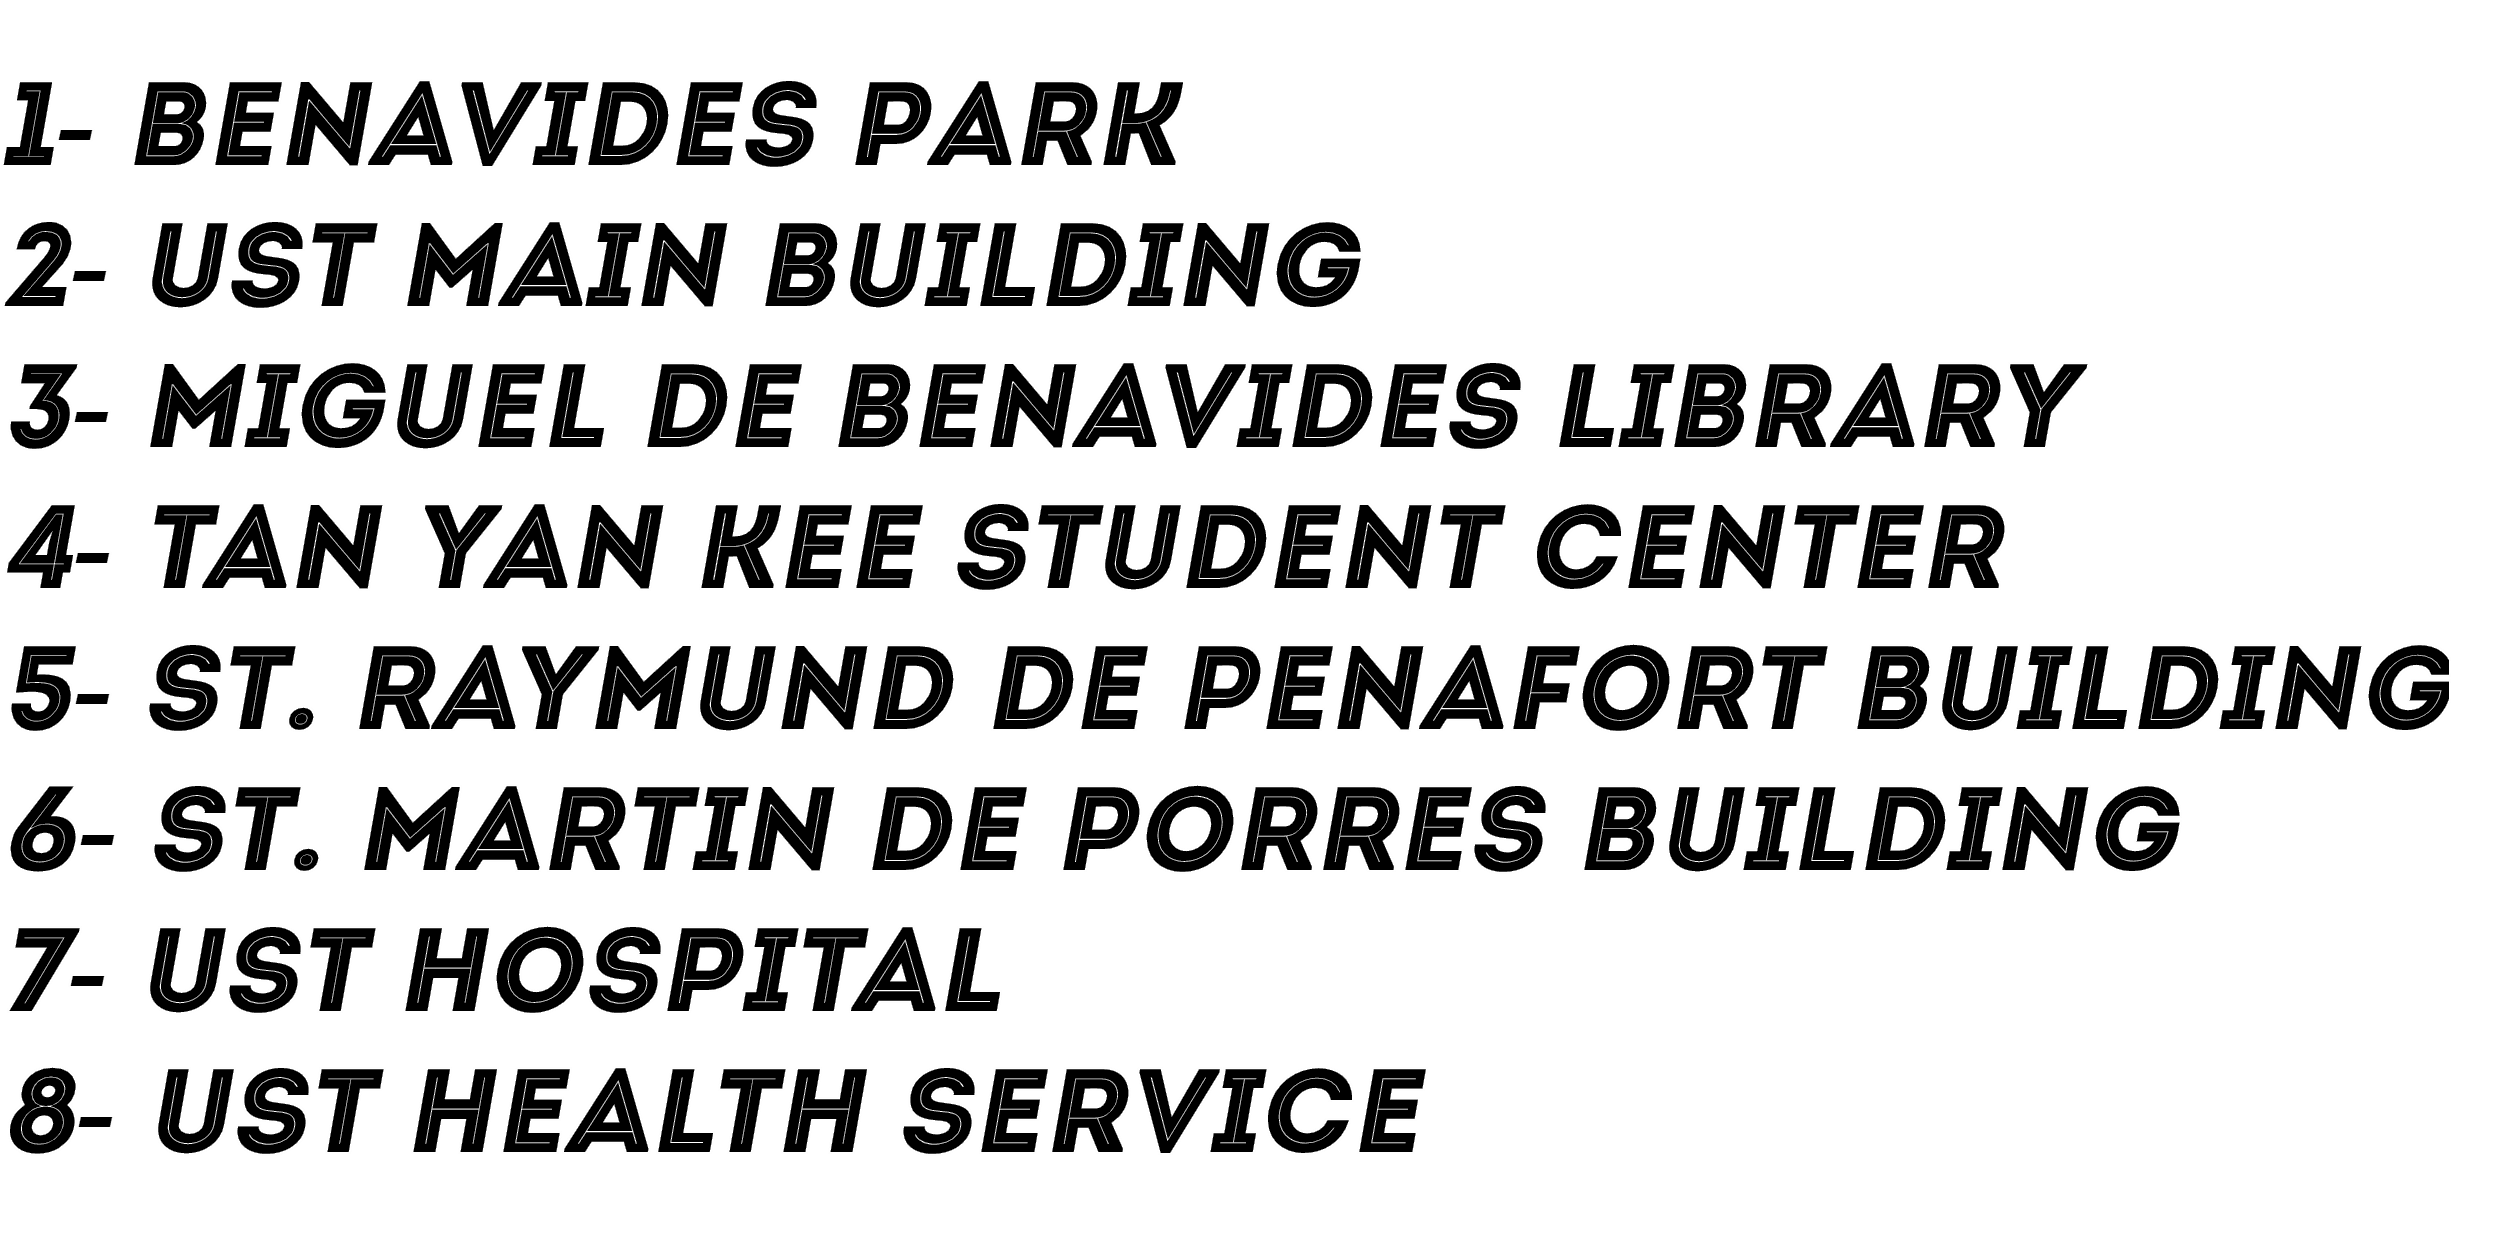 1- BENAVIDES PARK
2- UST MAIN BUILDING
3- MIGUEL DE BENAVIDES LIBRARY
4- TAN YAN KEE STUDENT CENTER
5- ST. RAYMUND DE PENAFORT BUILDING
6- ST. MARTIN DE PORRES BUILDING
7- UST HOSPITAL
8- UST HEALTH SERVICE